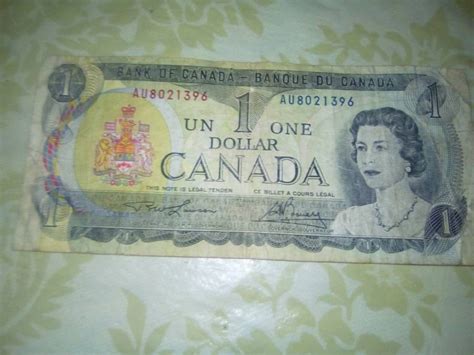 BANK OF CANADA – BANQUE DU CANADA
1 1
AU8021396 1 AU8021396
UN ONE
DOLLAR
CANADA
THIS NOTE IS LEGAL TENDER CE BILLET A COURS LÉGAL
1 1